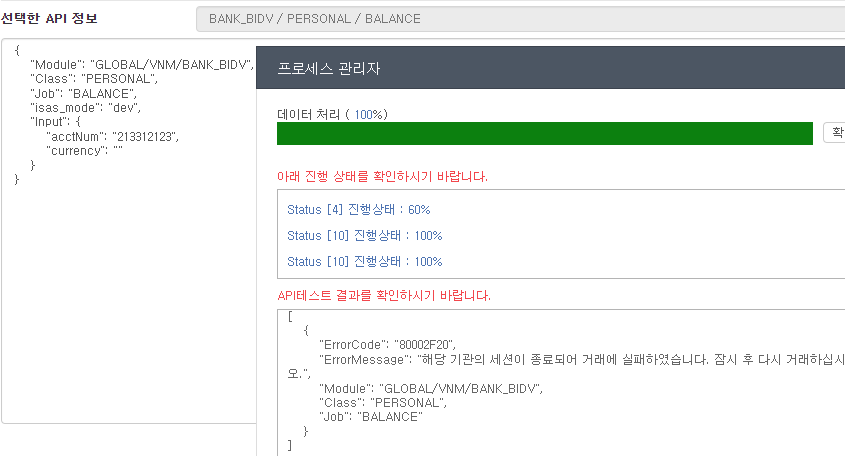 선택한 API 정보
BANK_BIDV / PERSONAL / BALANCE
{
"Module": "GLOBAL/VNM/BANK_BIDV",
"Class": "PERSONAL",
"Job": "BALANCE",
"isas_mode": "dev",
"Input": {
"acctNum": "213312123",
"currency": ""
}
}
프로세스 관리자
데이터 처리 ( 100%)
확
아래 진행 상태를 확인하시기 바랍니다.
Status [4] 진행상태 : 60%
Status [10] 진행상태 : 100%
Status [10] 진행상태 : 100%
API테스트 결과를 확인하시기 바랍니다.
[
{
"ErrorCode": "80002F20",
"ErrorMessage": "해당 기관의 세션이 종료되어 거래에 실패하였습니다. 잠시 후 다시 거래하십시
오.",
"Module": "GLOBAL/VNM/BANK_BIDV",
"Class": "PERSONAL",
"Job": "BALANCE"
}
]